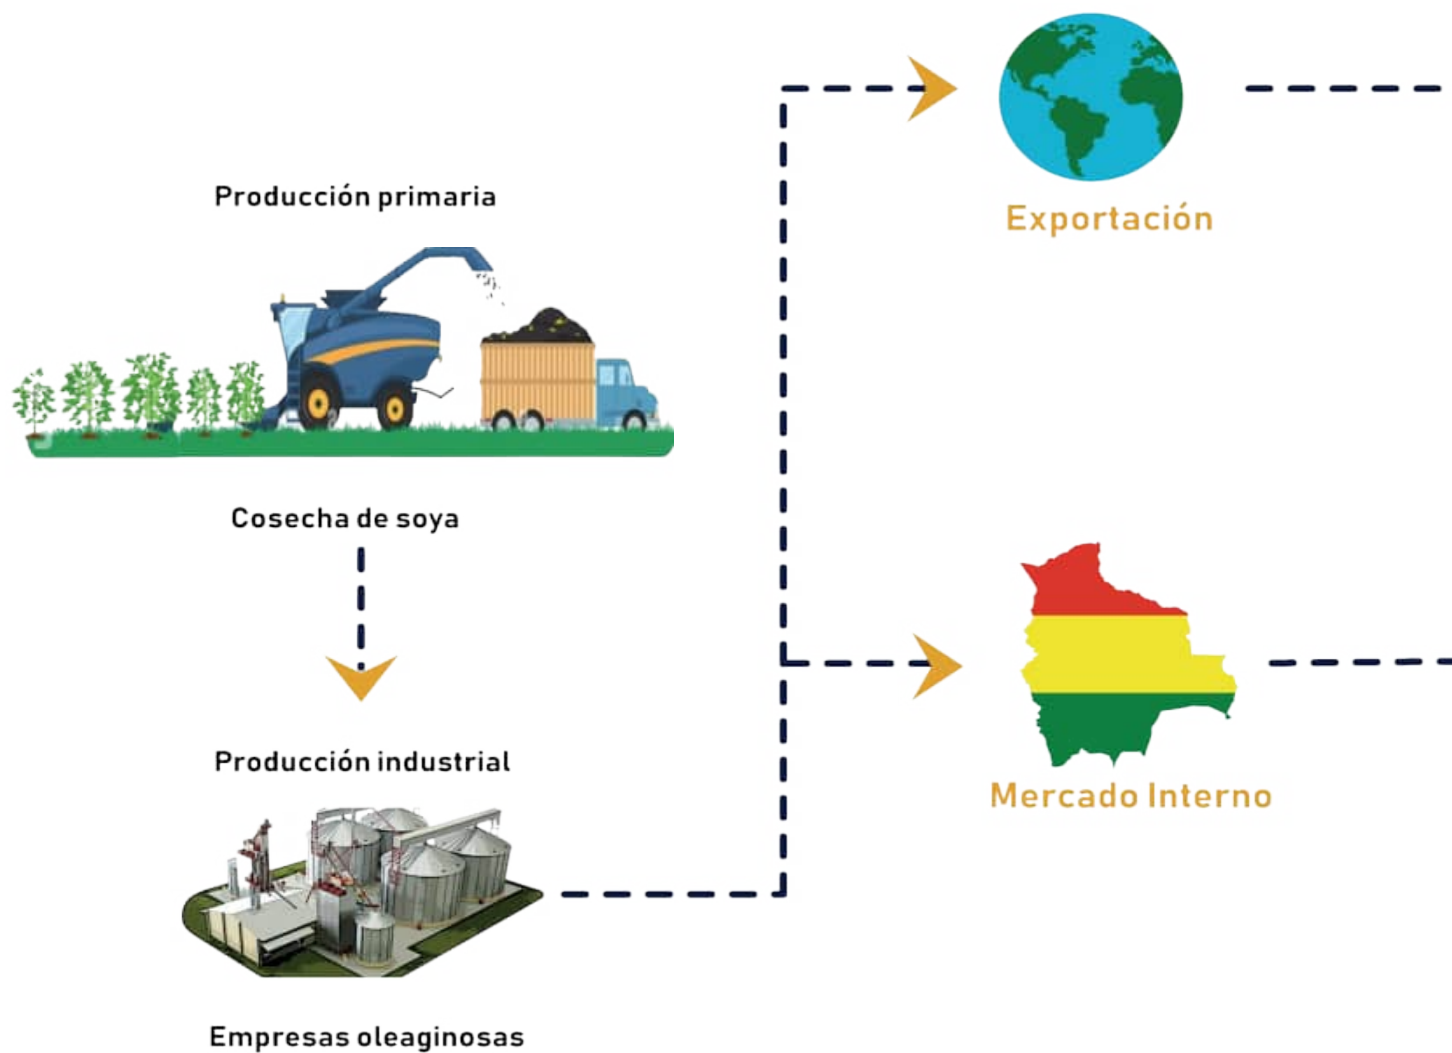 Producción primaria
Cosecha de soya
Producción industrial
Empresas oleaginosas
Exportación
Mercado Interno